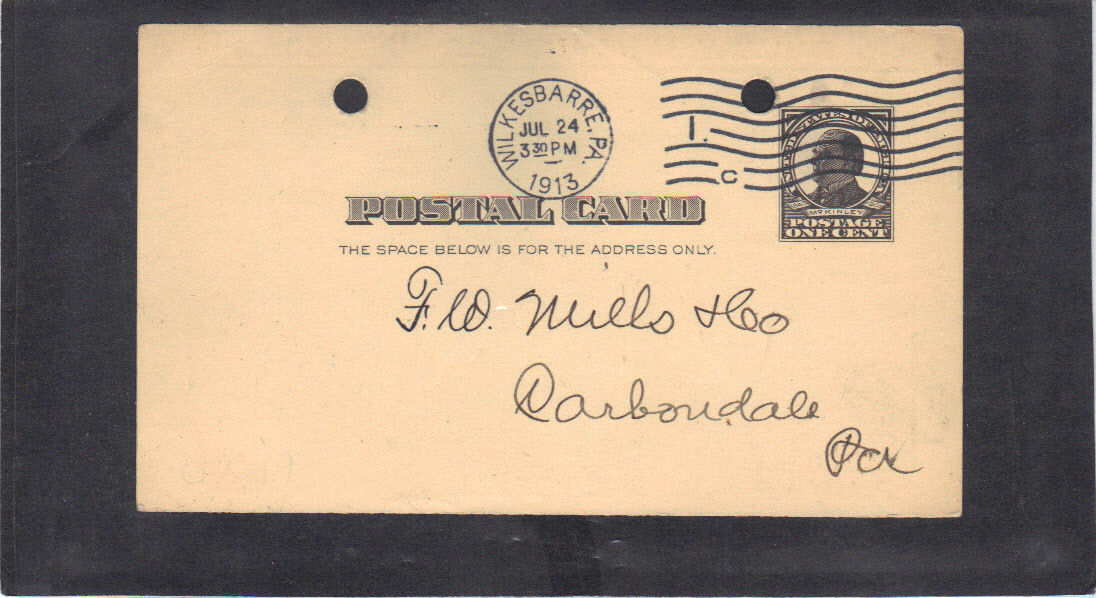 WILKESBARRE, PA.
JUL 24
3 30 PM
1913
1.
C
UNITED STATES OF AMERICA
McKINLEY
POSTAGE
ONE CENT
POSTAL CARD
THE SPACE BELOW IS FOR THE ADDRESS ONLY.
F. W. Mills & Co
Carbondale
Pa